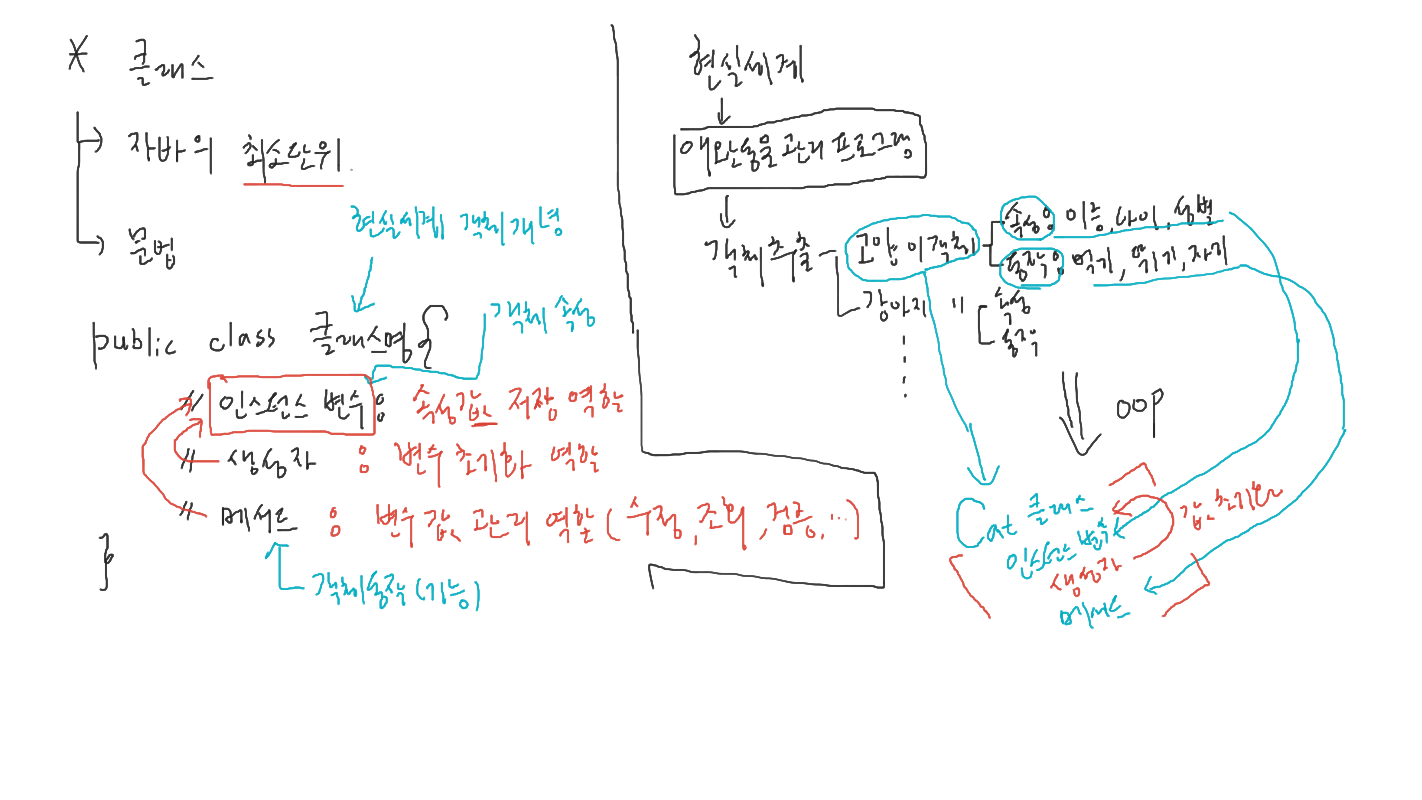 * 클래스
자바의 최소단위.
문법
현실세계 객체개념
객체 속성
public class 클래스명 {
// 인스턴스 변수 : 속성값 저장 역할
// 생성자 : 변수 초기화 역할
// 메서드 : 변수 값 관리 역할 (수정, 조회, 검증, ...)
}
객체동작(기능)
현실세계
애완동물 관리 프로그램
객체추출
고양이 객체
속성: 이름, 나이, 성별
동작: 먹기, 뛰기, 자기
강아지 "
속성
동작
OOP
Cat 클래스
인스턴스 변수
생성자
메서드
값 초기화